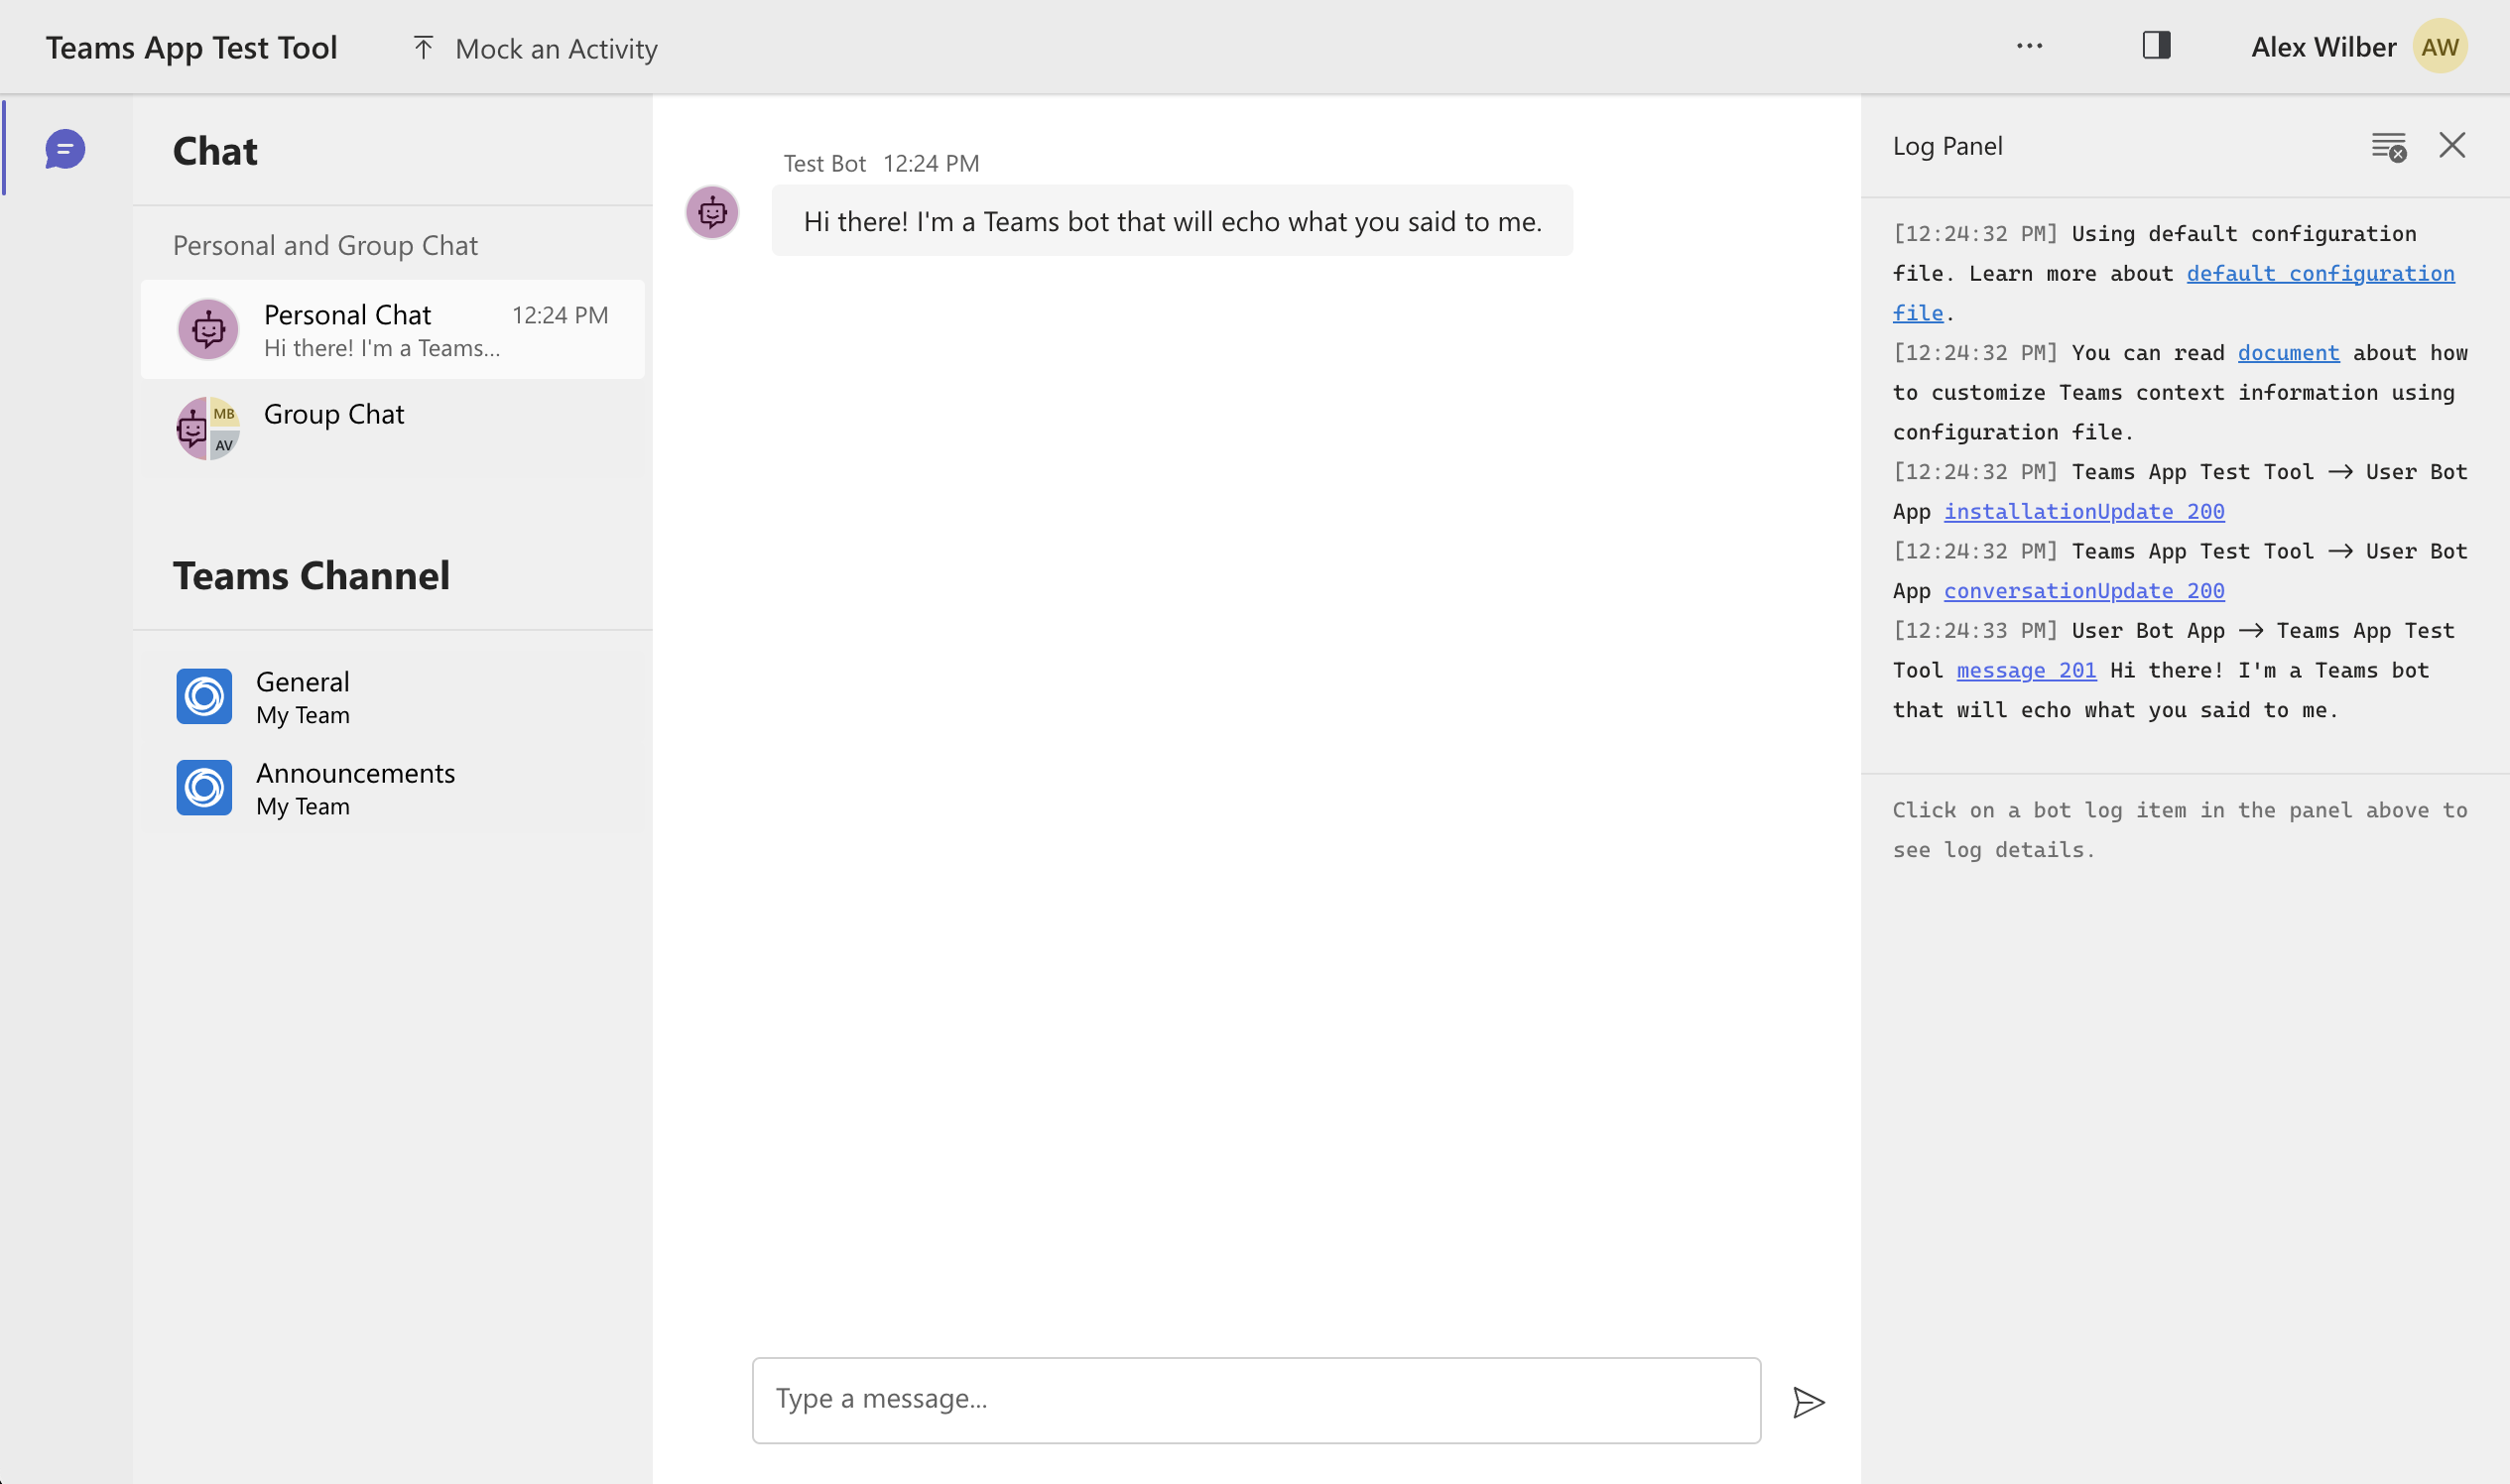 Teams App Test Tool
Mock an Activity
Alex Wilber
AW
Chat
Personal and Group Chat
Personal Chat 12:24 PM
Hi there! I'm a Teams...
MB
AV
Group Chat
Teams Channel
General
My Team
Announcements
My Team
Test Bot 12:24 PM
Hi there! I'm a Teams bot that will echo what you said to me.
Type a message...
Log Panel
[12:24:32 PM] Using default configuration
file. Learn more about default configuration
file.
[12:24:32 PM] You can read document about how
to customize Teams context information using
configuration file.
[12:24:32 PM] Teams App Test Tool → User Bot
App installationUpdate 200
[12:24:32 PM] Teams App Test Tool → User Bot
App conversationUpdate 200
[12:24:33 PM] User Bot App → Teams App Test
Tool message 201 Hi there! I'm a Teams bot
that will echo what you said to me.
Click on a bot log item in the panel above to
see log details.